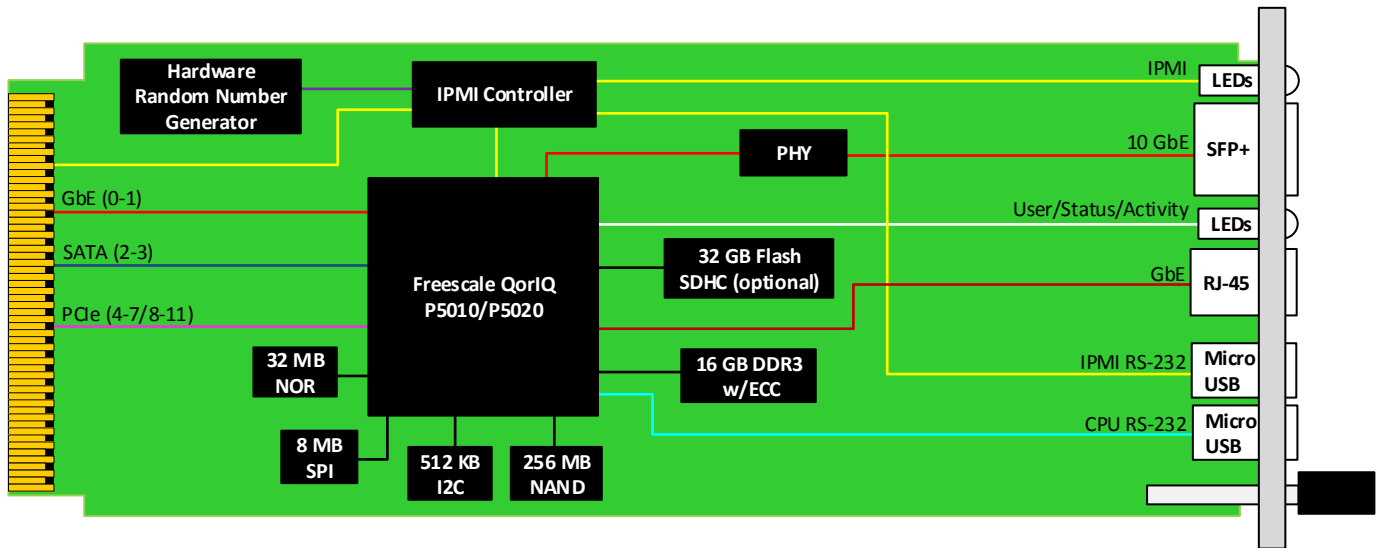 Hardware
Random Number
Generator
IPMI Controller
IPMI
LEDs
PHY
10 GbE
SFP+
GbE (0-1)
User/Status/Activity
LEDs
SATA (2-3)
32 GB Flash
SDHC (optional)
GbE
RJ-45
Freescale QorIQ
P5010/P5020
PCIe (4-7/8-11)
32 MB
NOR
16 GB DDR3
w/ECC
IPMI RS-232
Micro
USB
CPU RS-232
Micro
USB
8 MB
SPI
512 KB
I2C
256 MB
NAND